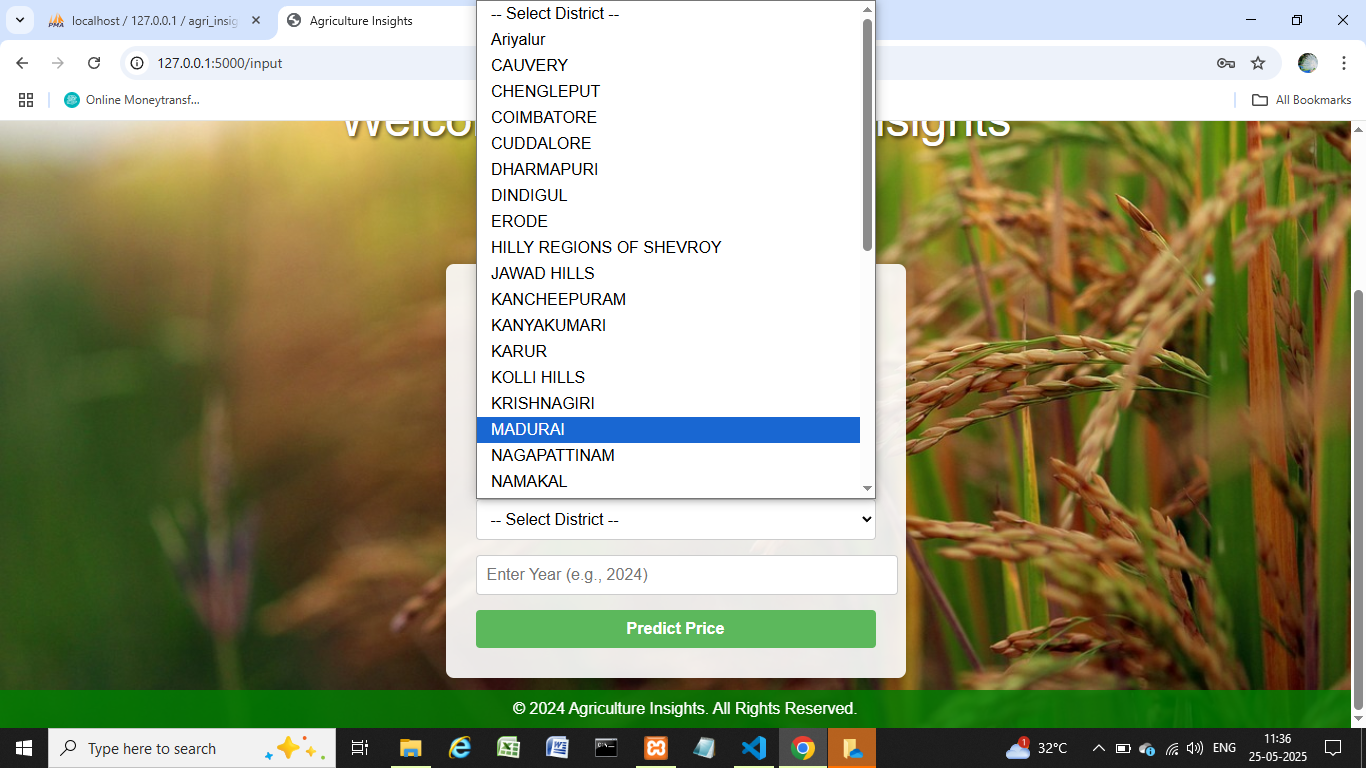 localhost / 127.0.0.1 / agri_insig
Agriculture Insights
127.0.0.1:5000/input
Online Moneytransf...
All Bookmarks
-- Select District --
Ariyalur
CAUVERY
CHENGLEPUT
COIMBATORE
CUDDALORE
DHARMAPURI
DINDIGUL
ERODE
HILLY REGIONS OF SHEVROY
JAWAD HILLS
KANCHEEPURAM
KANYAKUMARI
KARUR
KOLLI HILLS
KRISHNAGIRI
MADURAI
NAGAPATTINAM
NAMAKAL
-- Select District --
Enter Year (e.g., 2024)
Predict Price
© 2024 Agriculture Insights. All Rights Reserved.
Type here to search
1
32°C
ENG
11:36
25-05-2025